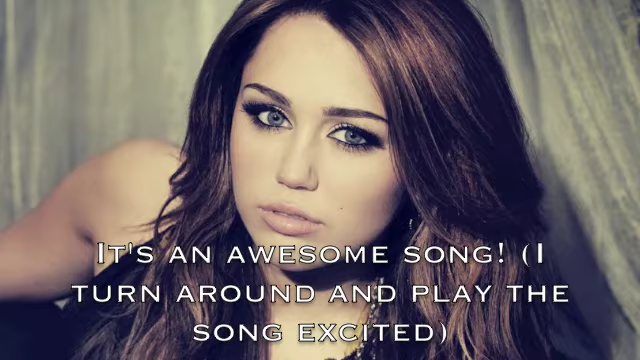 It's an awesome song! (I
turn around and play the
song excited)